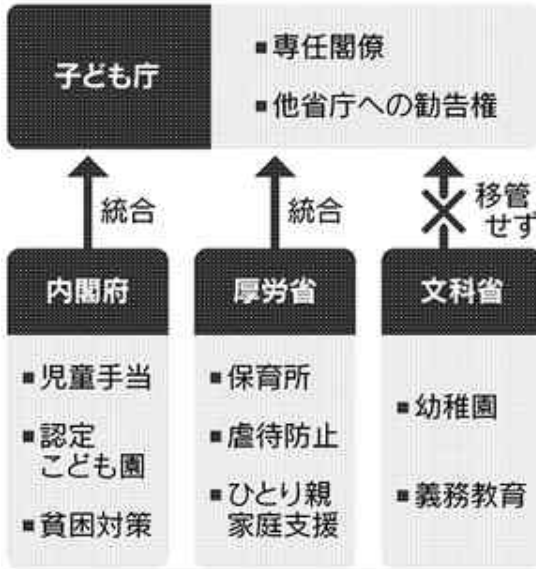 子ども庁
■専任閣僚
■他省庁への勧告権
統合
統合
移管
せず
内閣府
■児童手当
■認定
こども園
■貧困対策
厚労省
■保育所
■虐待防止
■ひとり親
家庭支援
文科省
■幼稚園
■義務教育